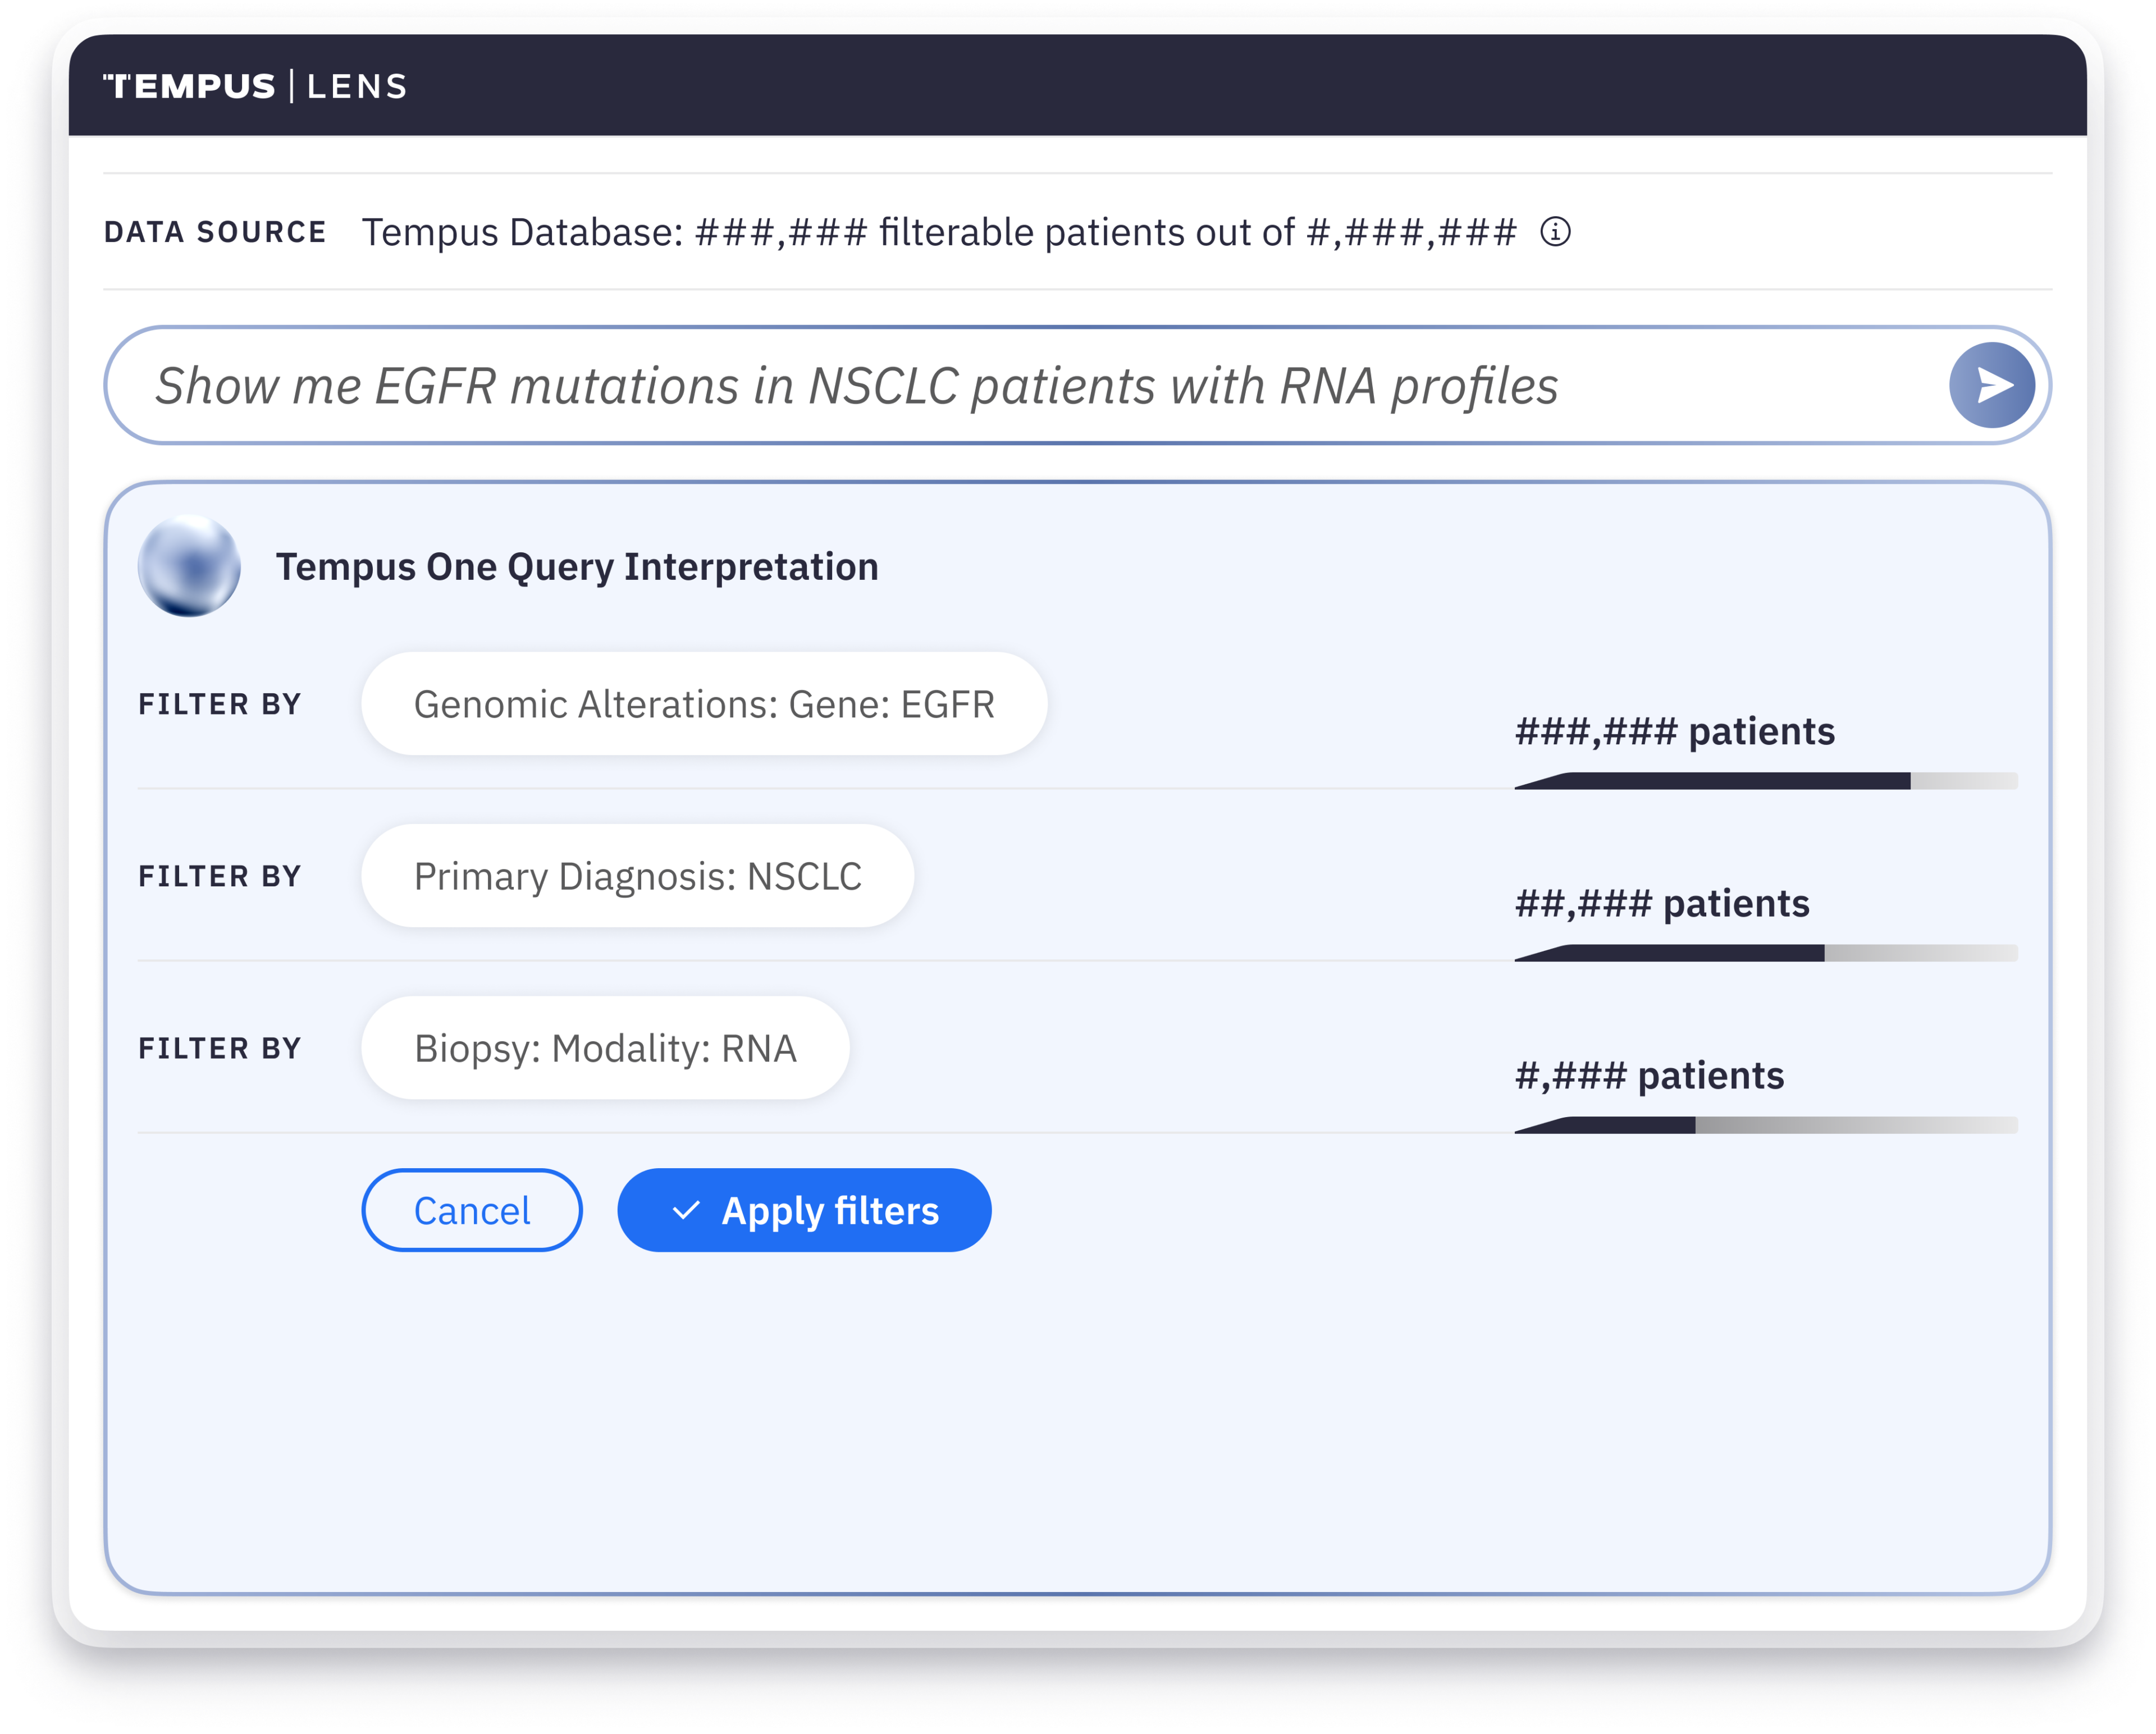 TEMPUS | LENS
DATA SOURCE Tempus Database: ###,### filterable patients out of #,###,###
Show me EGFR mutations in NSCLC patients with RNA profiles
Tempus One Query Interpretation
FILTER BY Genomic Alterations: Gene: EGFR
###,### patients
FILTER BY Primary Diagnosis: NSCLC
##,### patients
FILTER BY Biopsy: Modality: RNA
#,### patients
Cancel Apply filters